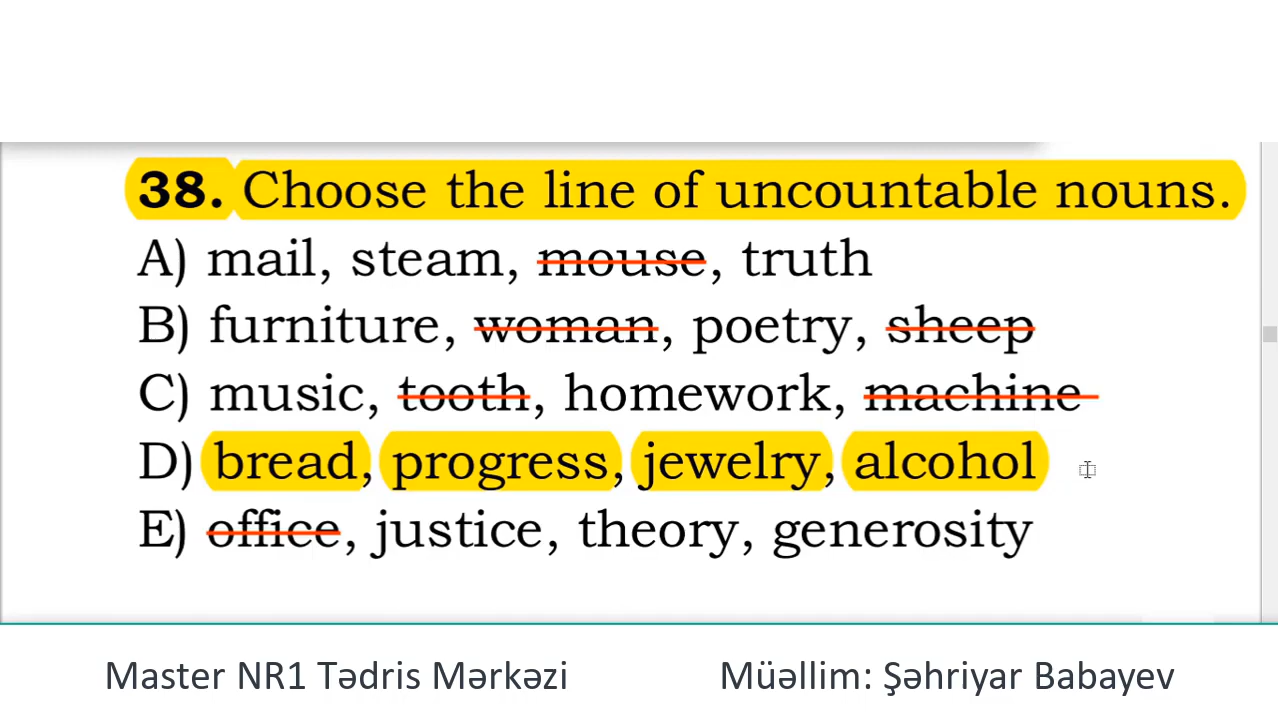 38. Choose the line of uncountable nouns.
A) mail, steam, mouse, truth
B) furniture, woman, poetry, sheep
C) music, tooth, homework, machine
D) bread, progress, jewelry, alcohol
E) office, justice, theory, generosity
Master NR1 Tədris Mərkəzi Müəllim: Şəhriyar Babayev